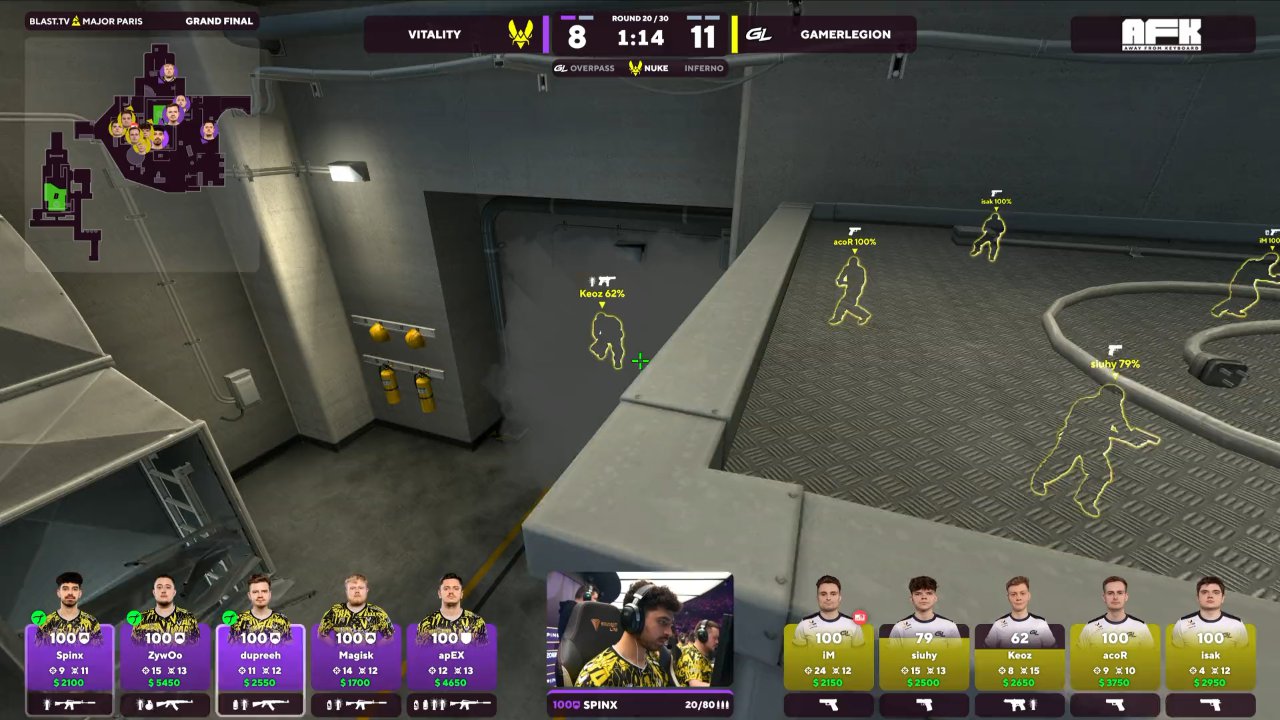 BLAST.TV MAJOR PARIS
GRAND FINAL
VITALITY
8
ROUND 20 / 30
1:14
11
GL
GAMERLEGION
GL OVERPASS
NUKE
INFERNO
AFK
AWAY FROM KEYBOARD
isak 100%
acoR 100%
iM 100
Keoz 62%
siuhy 79%
100
Spinx
9 11
$ 2100
100
ZywOo
15 13
$ 5450
100
dupreeh
11 12
$ 2550
100
Magisk
14 12
$ 1700
100
apEX
12 13
$ 4650
100 SPINX
20/80
100
iM
24 12
$ 2150
79
siuhy
15 13
$ 2500
62
Keoz
8 15
$ 2650
100
acoR
9 10
$ 3750
100
isak
4 12
$ 2950